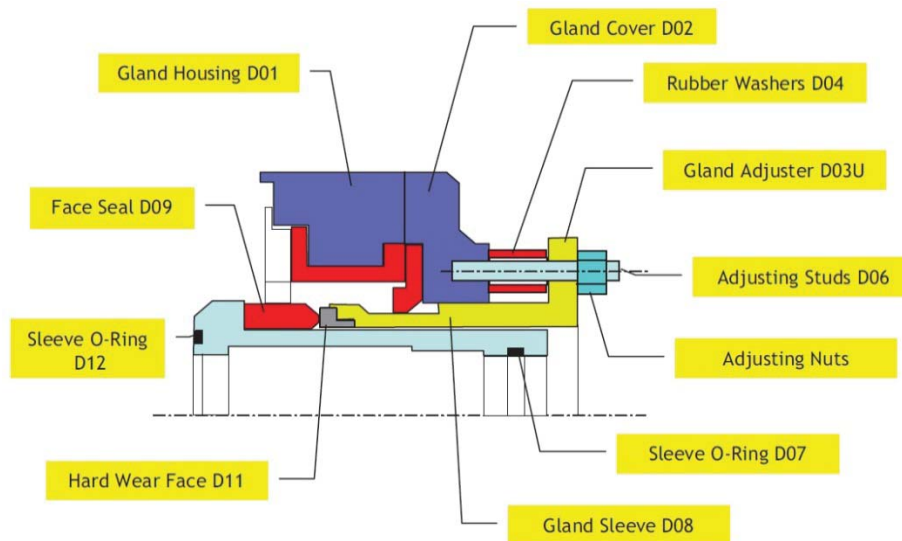 Gland Cover D02
Gland Housing D01
Rubber Washers D04
Gland Adjuster D03U
Face Seal D09
Adjusting Studs D06
Sleeve O-Ring
D12
Adjusting Nuts
Sleeve O-Ring D07
Hard Wear Face D11
Gland Sleeve D08